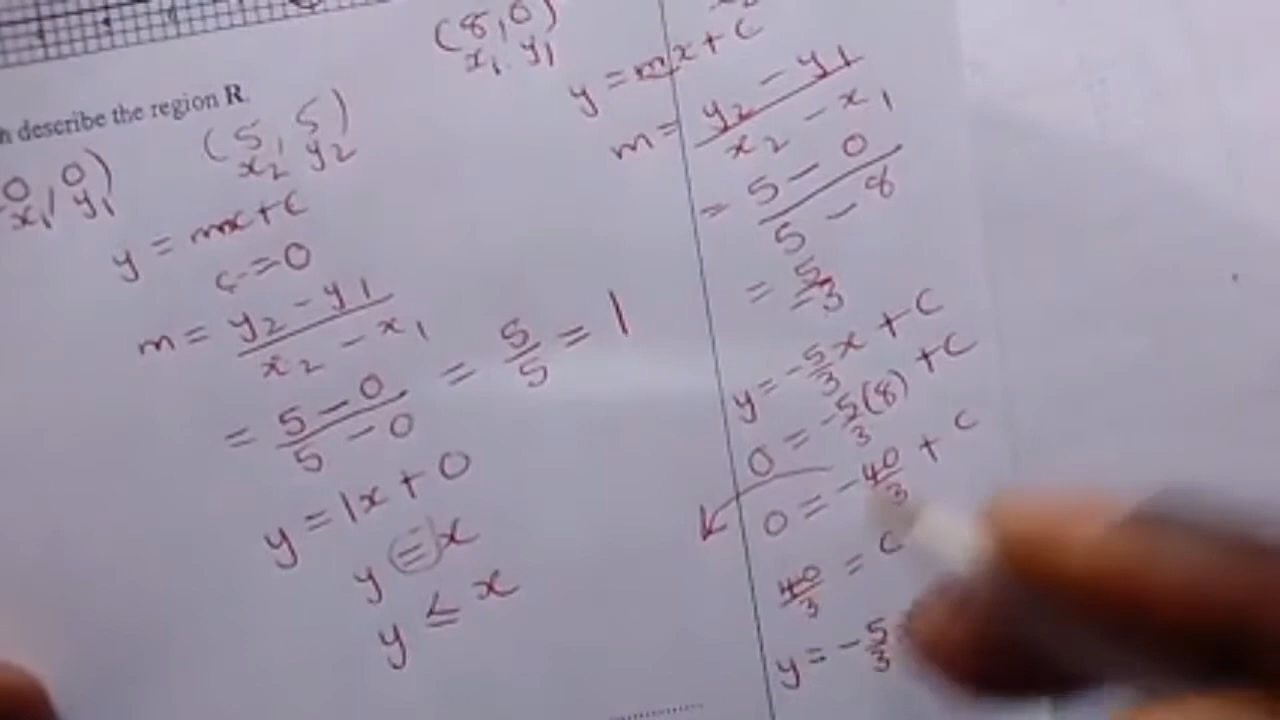 h describe the region R.
0, 0)
x₁, y₁
(5, 5)
x₂ y₂
y = mx + c
c = 0
m = y₂ - y₁ / x₂ - x₁
= 5 - 0 / 5 - 0 = 5/5 = 1
y = 1x + 0
y = x
y ≤ x
(8, 0)
x₁ y₁
y = mx + c
m = y₂ - y₁ / x₂ - x₁
= 5 - 0 / 5 - 8
= 5/-3
y = -5/3 x + c
0 = -5/3 (8) + c
0 = -40/3 + c
40/3 = c
y = -5/3